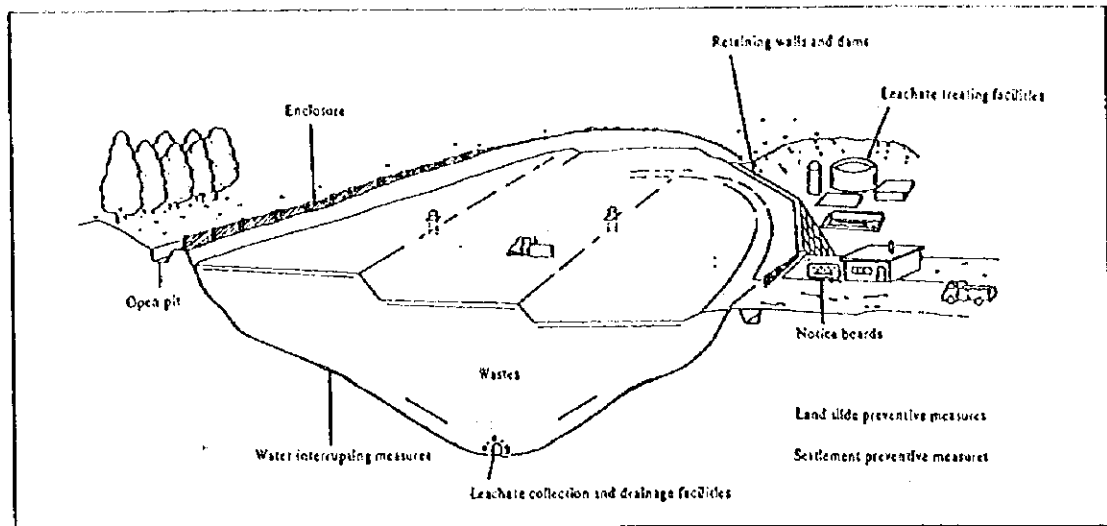 Retaining walls and dams
Leachate treating facilities
Enclosure
Open pit
Notice boards
Wastes
Land slide preventive measures
Water interrupting measures
Settlement preventive measures
Leachate collection and drainage facilities